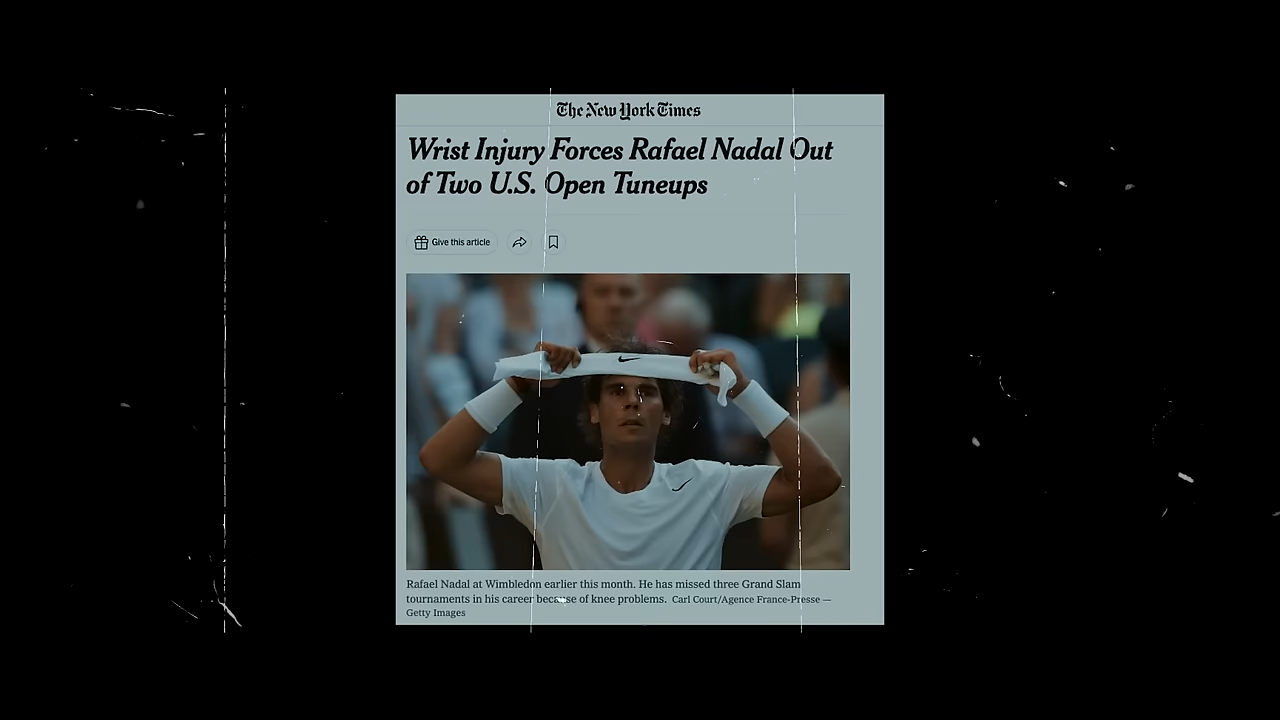 The New York Times
Wrist Injury Forces Rafael Nadal Out
of Two U.S. Open Tuneups
Give this article
Rafael Nadal at Wimbledon earlier this month. He has missed three Grand Slam
tournaments in his career because of knee problems. Carl Court/Agence France-Presse —
Getty Images